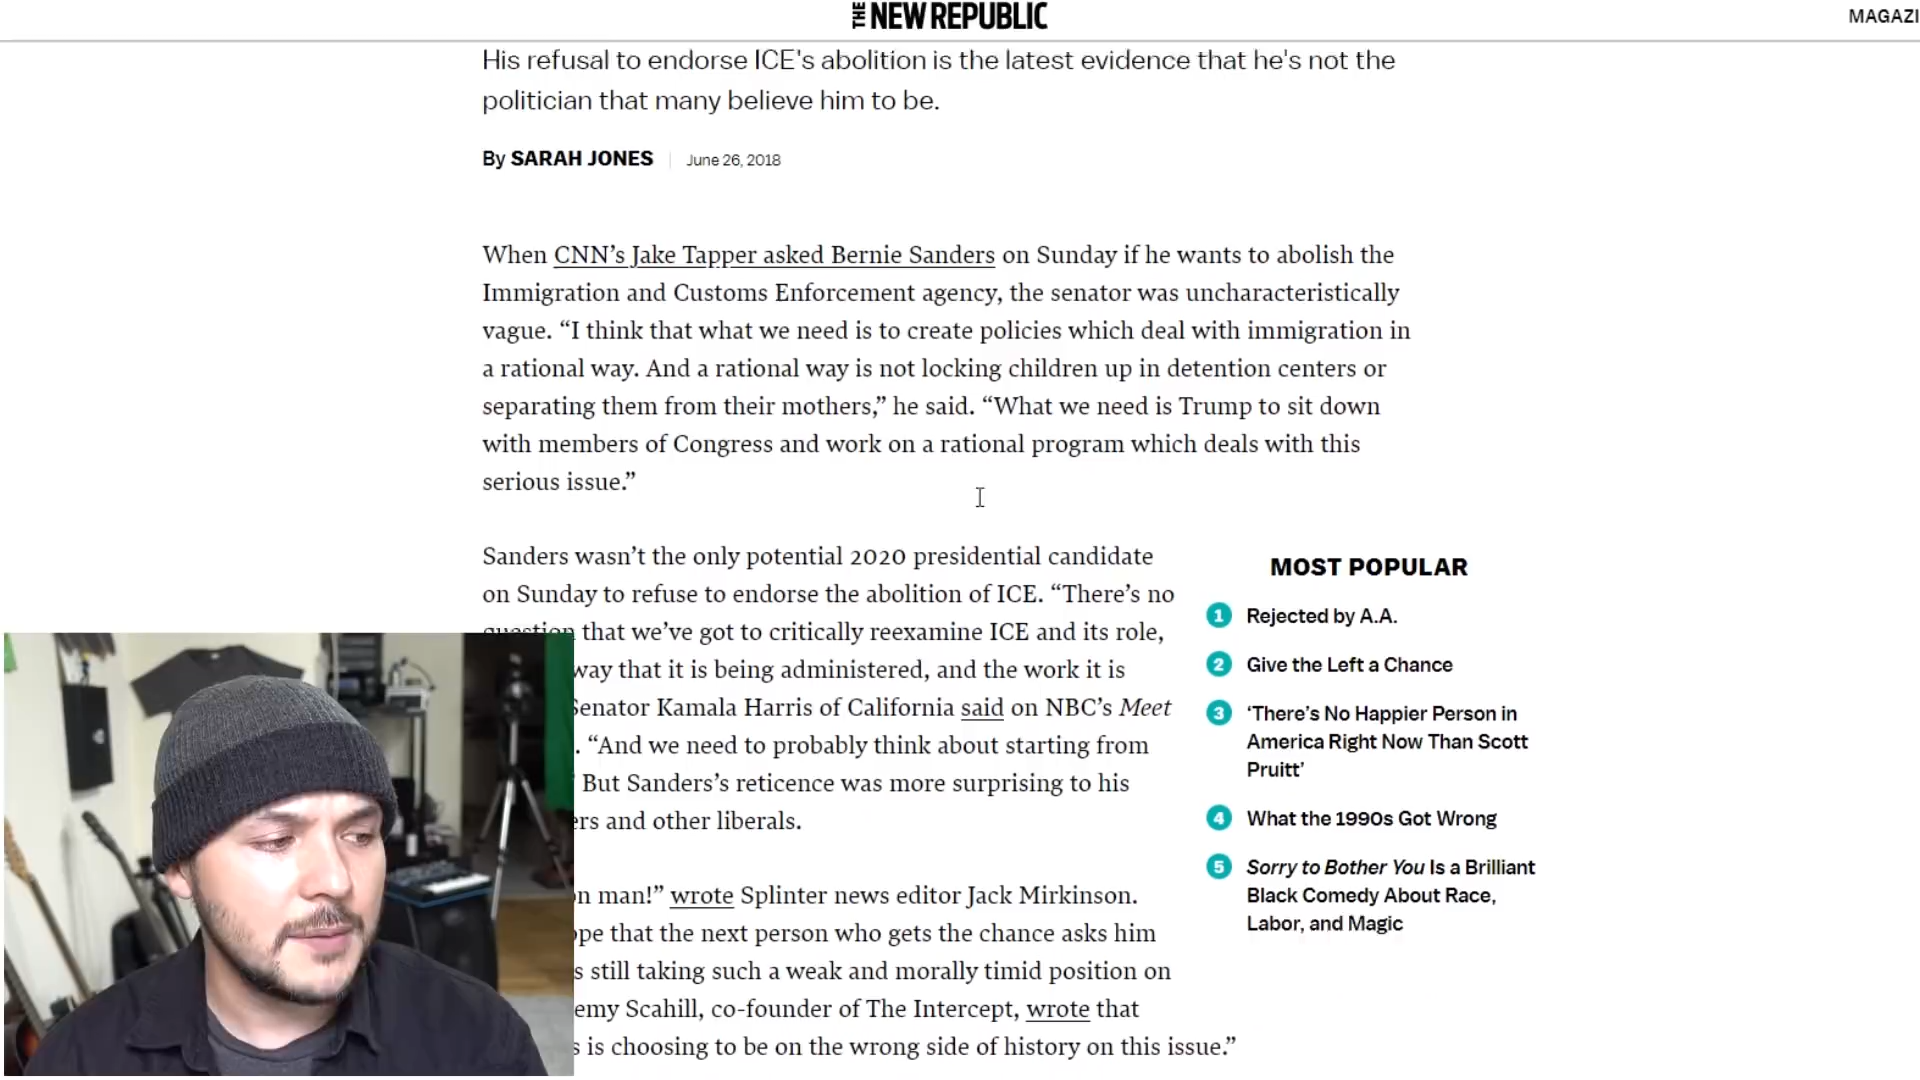 THE NEW REPUBLIC
MAGAZI
His refusal to endorse ICE's abolition is the latest evidence that he's not the
politician that many believe him to be.
By SARAH JONES | June 26, 2018
When CNN’s Jake Tapper asked Bernie Sanders on Sunday if he wants to abolish the
Immigration and Customs Enforcement agency, the senator was uncharacteristically
vague. “I think that what we need is to create policies which deal with immigration in
a rational way. And a rational way is not locking children up in detention centers or
separating them from their mothers,” he said. “What we need is Trump to sit down
with members of Congress and work on a rational program which deals with this
serious issue.”
Sanders wasn’t the only potential 2020 presidential candidate
on Sunday to refuse to endorse the abolition of ICE. “There’s no
question that we’ve got to critically reexamine ICE and its role,
way that it is being administered, and the work it is
Senator Kamala Harris of California said on NBC’s Meet
. “And we need to probably think about starting from
But Sanders’s reticence was more surprising to his
ers and other liberals.
n man!” wrote Splinter news editor Jack Mirkinson.
ope that the next person who gets the chance asks him
s still taking such a weak and morally timid position on
emy Scahill, co-founder of The Intercept, wrote that
s is choosing to be on the wrong side of history on this issue.”
MOST POPULAR
1 Rejected by A.A.
2 Give the Left a Chance
3 ‘There’s No Happier Person in
America Right Now Than Scott
Pruitt’
4 What the 1990s Got Wrong
5 Sorry to Bother You Is a Brilliant
Black Comedy About Race,
Labor, and Magic